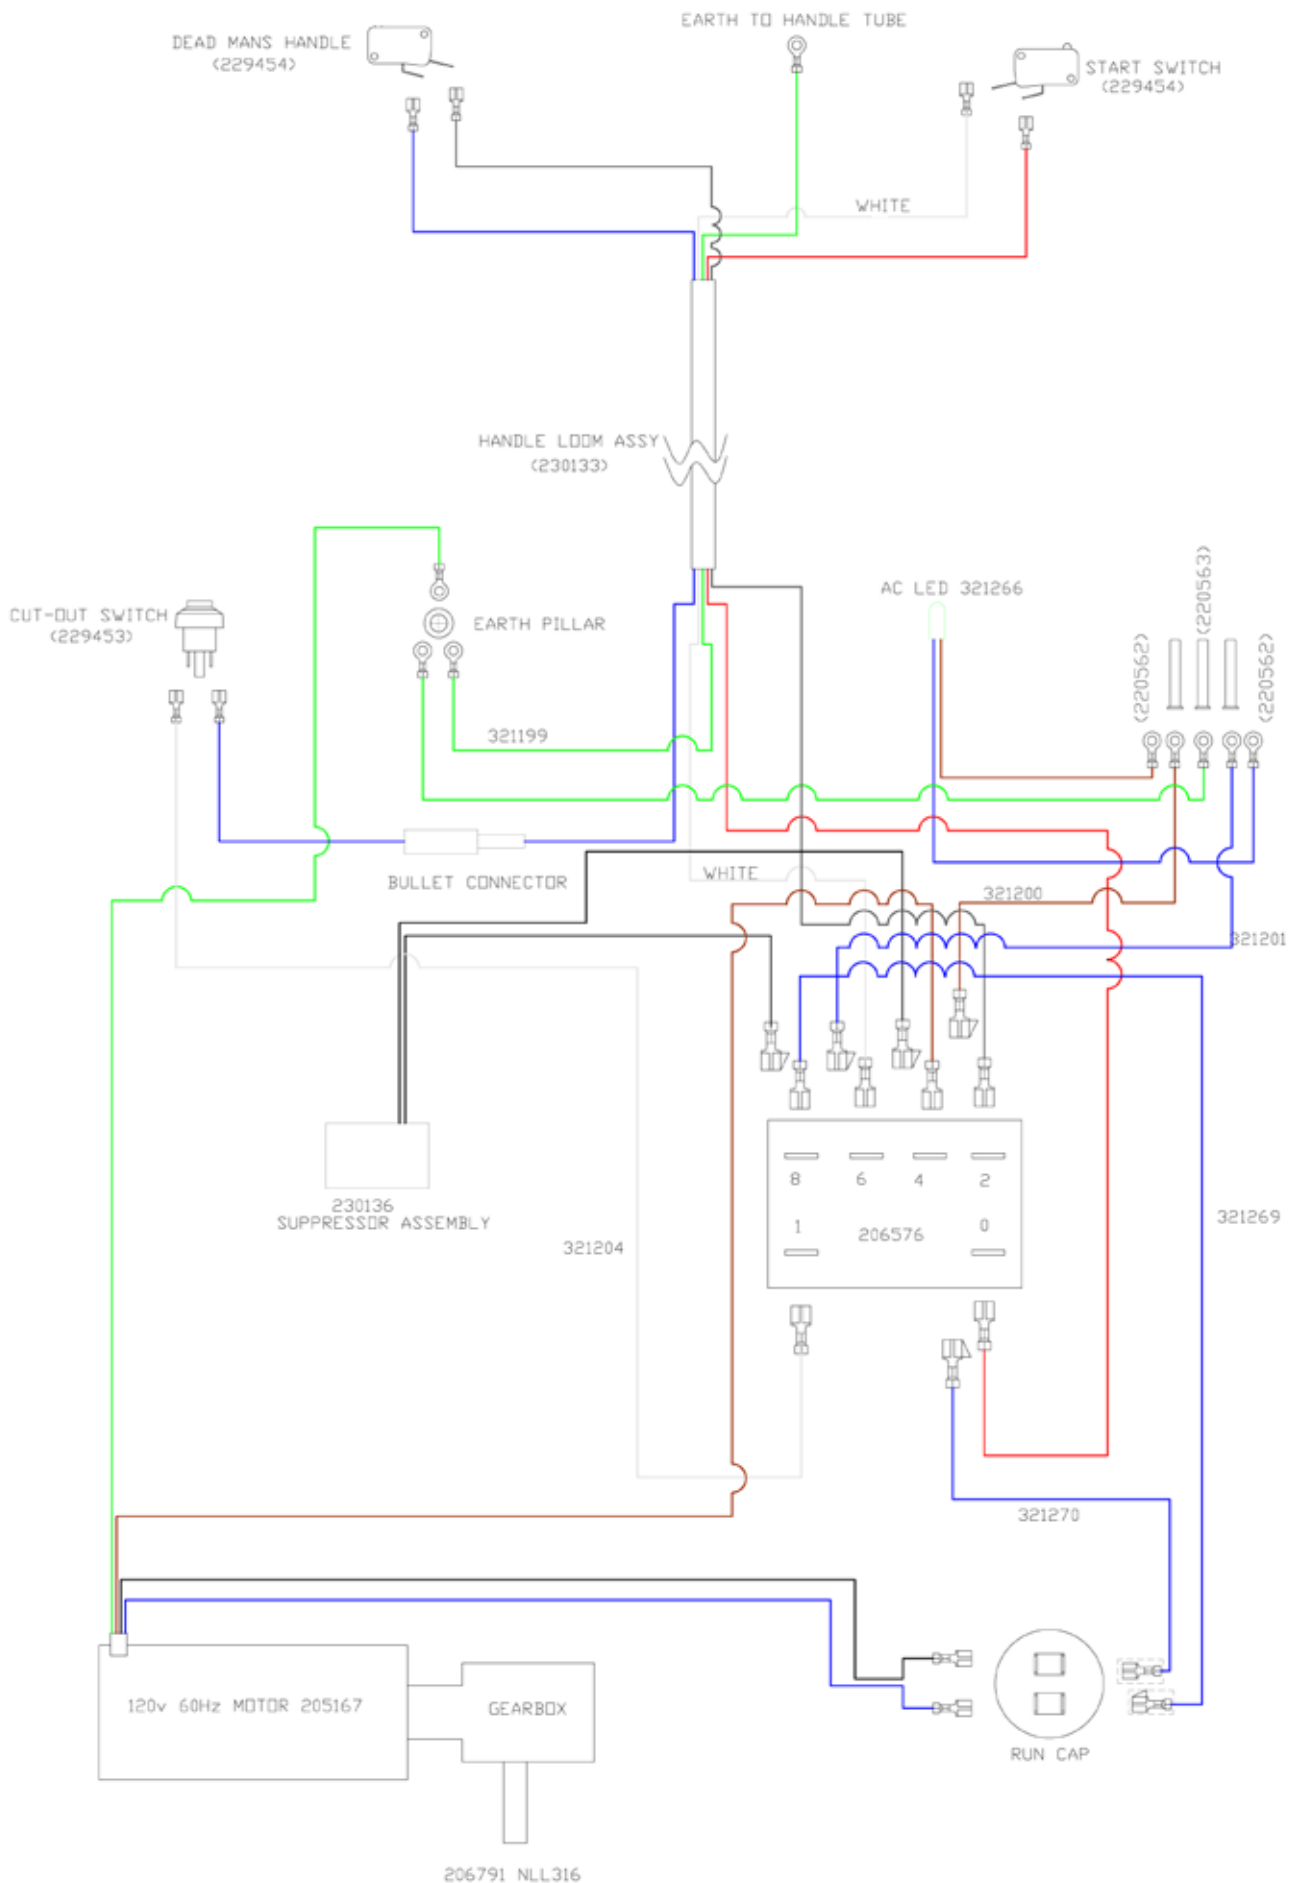 EARTH TO HANDLE TUBE
DEAD MANS HANDLE
(229454)
START SWITCH
(229454)
WHITE
HANDLE LOOM ASSY
(230133)
CUT-OUT SWITCH
(229453)
EARTH PILLAR
AC LED 321266
(220562)
(220563)
(220562)
321199
BULLET CONNECTOR
WHITE
321200
321201
230136
SUPPRESSOR ASSEMBLY
321204
8 6 4 2
1 206576 0
321269
321270
120v 60Hz MOTOR 205167
GEARBOX
RUN CAP
206791 NLL316